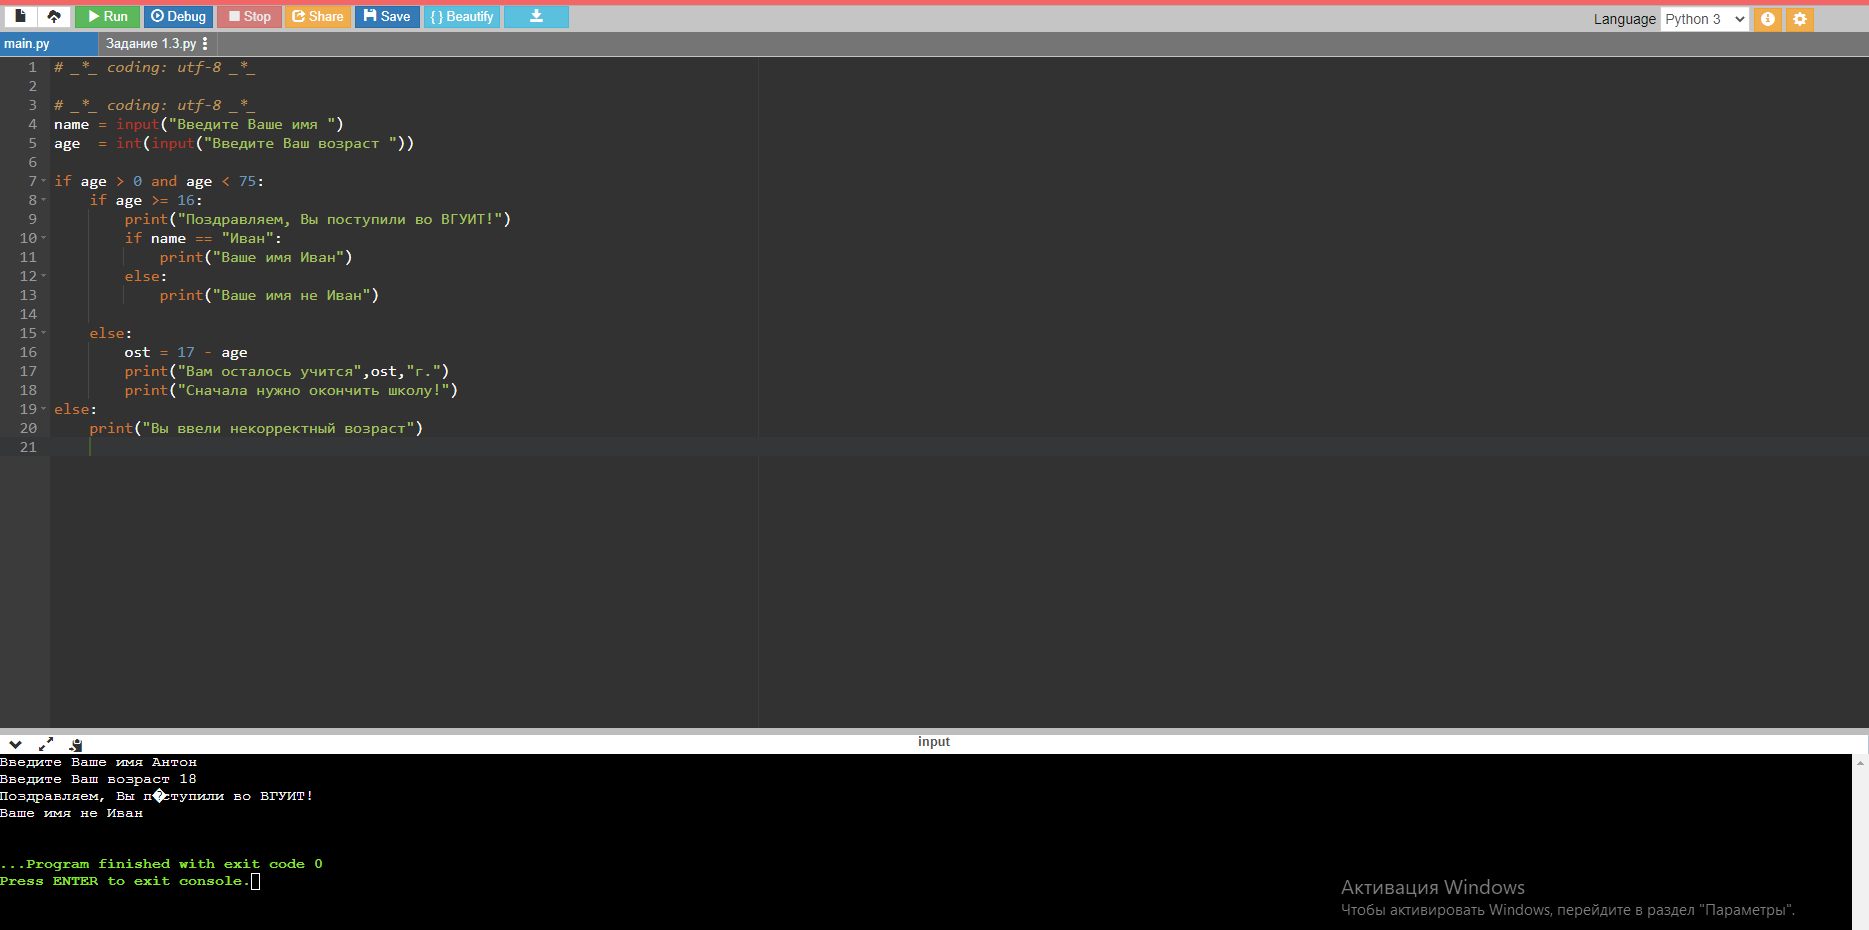 Run Debug Stop Share Save { } Beautify
Language Python 3
main.py Задание 1.3.py
1 # _*_ coding: utf-8 _*_
2
3 # _*_ coding: utf-8 _*_
4 name = input("Введите Ваше имя ")
5 age  = int(input("Введите Ваш возраст "))
6
7 if age > 0 and age < 75:
8     if age >= 16:
9         print("Поздравляем, Вы поступили во ВГУИТ!")
10         if name == "Иван":
11             print("Ваше имя Иван")
12         else:
13             print("Ваше имя не Иван")
14
15     else:
16         ost = 17 - age
17         print("Вам осталось учится",ost,"г.")
18         print("Сначала нужно окончить школу!")
19 else:
20     print("Вы ввели некорректный возраст")
21
input
Введите Ваше имя Антон
Введите Ваш возраст 18
Поздравляем, Вы п�ступили во ВГУИТ!
Ваше имя не Иван
...Program finished with exit code 0
Press ENTER to exit console.
Активация Windows
Чтобы активировать Windows, перейдите в раздел "Параметры".